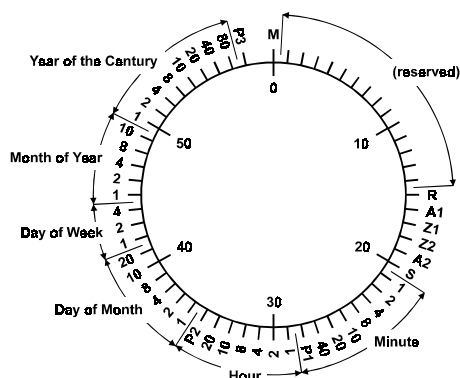 M
(reserved)
0
10
20
30
40
50
R
A1
Z1
Z2
A2
S
1
2
4
8
10
20
40
P1
Minute
1
2
4
8
10
20
P2
Hour
1
2
4
8
10
20
Day of Month
1
2
4
Day of Week
1
2
4
8
10
Month of Year
1
2
4
8
10
20
40
80
P3
Year of the Century